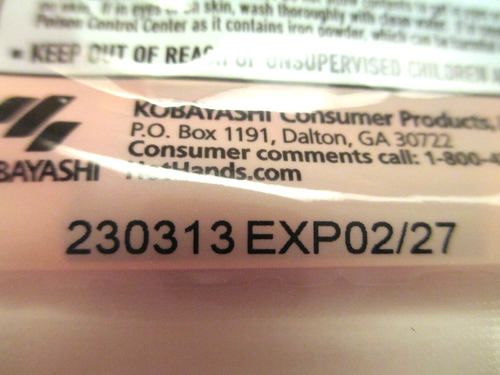 skin, wash thoroughly with clean water.
Poison Control Center as it contains iron powder, which can be harmful
• KEEP OUT OF REACH OF UNSUPERVISED CHILDREN
KOBAYASHI Consumer Products,
P.O. Box 1191, Dalton, GA 30722
Consumer comments call: 1-800-4
BAYASHI HotHands.com
230313 EXP02/27